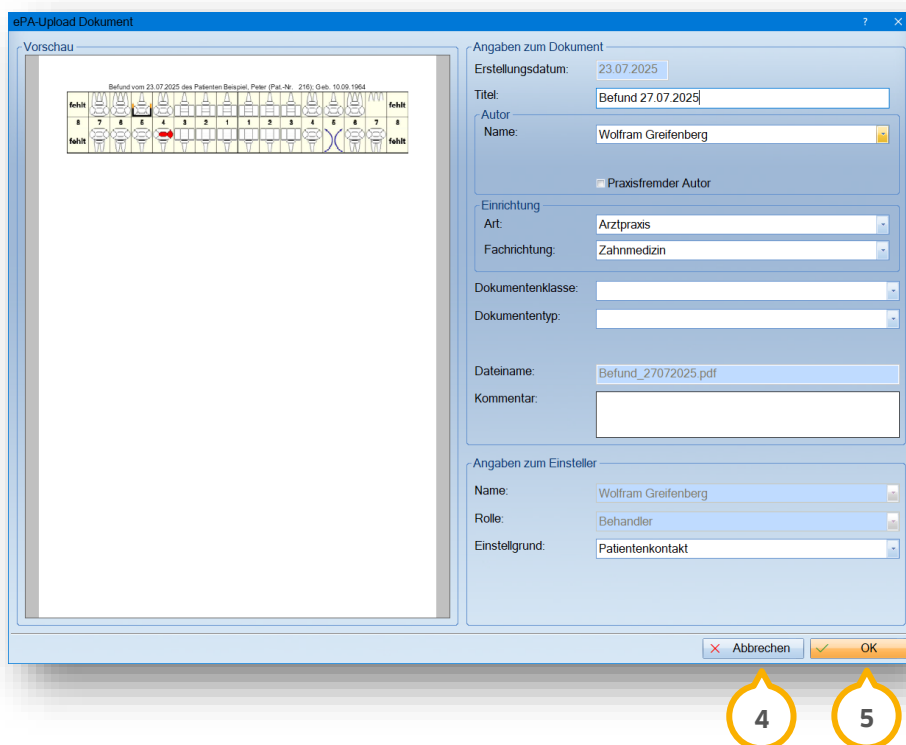 ePA-Upload Dokument
? ×
Vorschau
Befund vom 23.07.2025 des Patienten Beispiel, Peter (Pat.-Nr. 216); Geb. 10.09.1964
fehlt fehlt
8 7 6 5 4 3 2 1 1 2 3 4 5 6 7 8
fehlt fehlt
Angaben zum Dokument
Erstellungsdatum: 23.07.2025
Titel: Befund 27.07.2025
Autor
Name: Wolfram Greifenberg
Praxisfremder Autor
Einrichtung
Art: Arztpraxis
Fachrichtung: Zahnmedizin
Dokumentenklasse:
Dokumententyp:
Dateiname: Befund_27072025.pdf
Kommentar:
Angaben zum Einsteller
Name: Wolfram Greifenberg
Rolle: Behandler
Einstellgrund: Patientenkontakt
Abbrechen OK
4 5